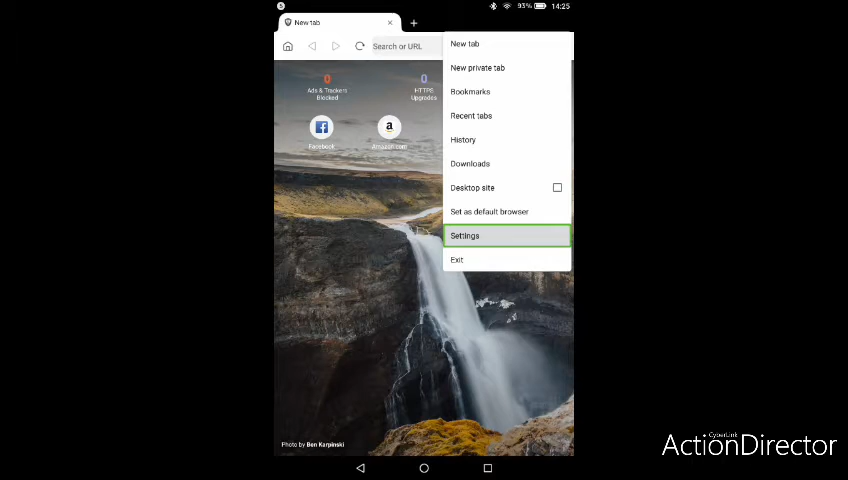 93% 14:25
New tab
Search or URL
New tab
New private tab
Bookmarks
Recent tabs
History
Downloads
Desktop site
Set as default browser
Settings
Exit
0
Ads & Trackers
Blocked
0
HTTPS
Upgrades
Facebook
a
Amazon.com
Photo by Ben Karpinski
CyberLink
ActionDirector